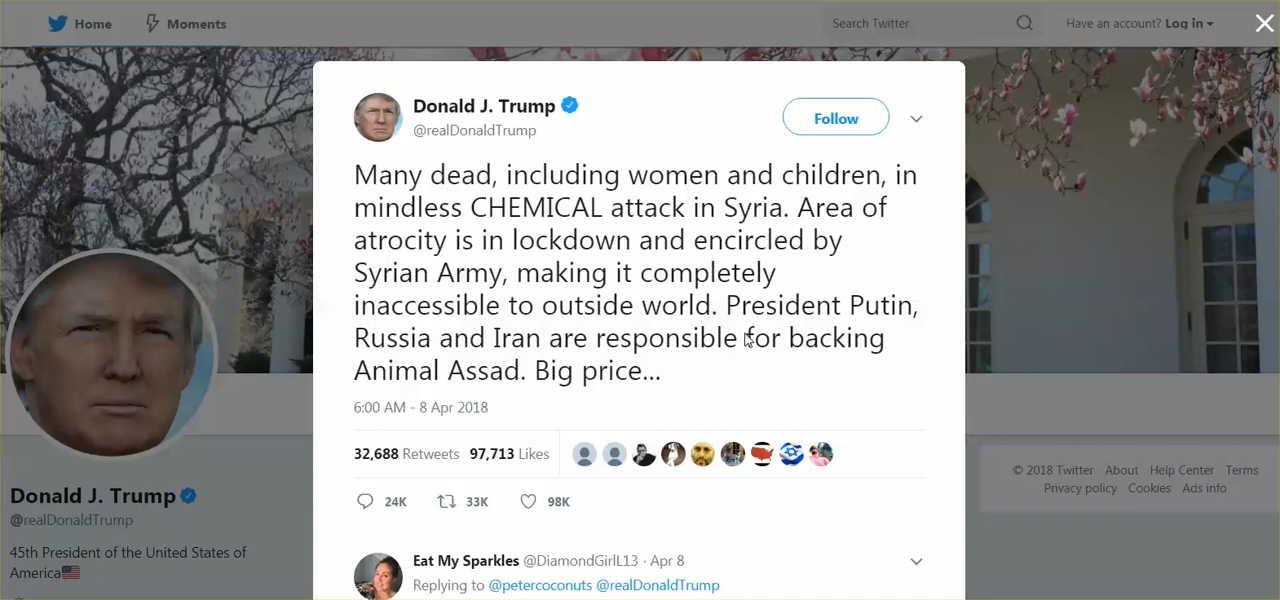 Home
Moments
Search Twitter
Have an account? Log in
Donald J. Trump
@realDonaldTrump
Follow
Many dead, including women and children, in
mindless CHEMICAL attack in Syria. Area of
atrocity is in lockdown and encircled by
Syrian Army, making it completely
inaccessible to outside world. President Putin,
Russia and Iran are responsible for backing
Animal Assad. Big price...
6:00 AM - 8 Apr 2018
32,688 Retweets 97,713 Likes
24K 33K 98K
Eat My Sparkles @DiamondGirlL13 · Apr 8
Replying to @petercoconuts @realDonaldTrump
Donald J. Trump
@realDonaldTrump
45th President of the United States of
America
© 2018 Twitter About Help Center Terms
Privacy policy Cookies Ads info